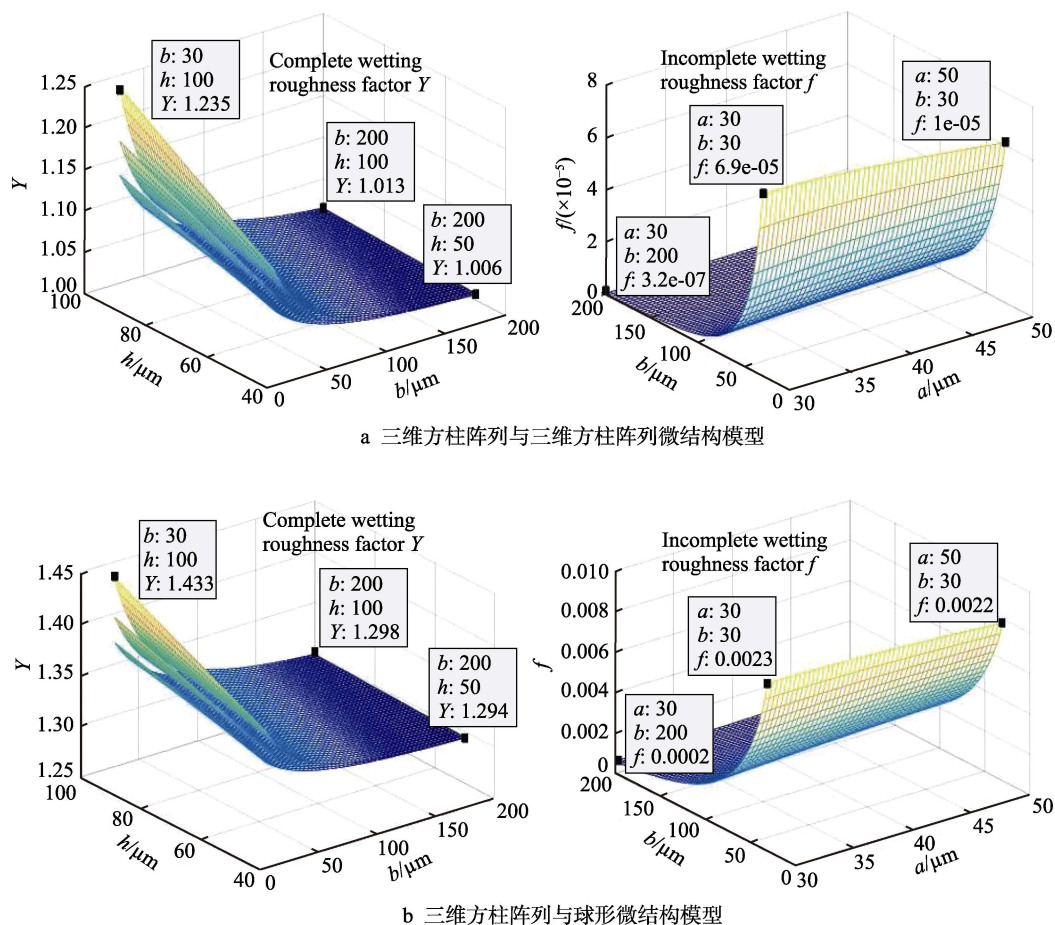 Complete wetting
roughness factor Y
b: 30
h: 100
Y: 1.235
b: 200
h: 100
Y: 1.013
b: 200
h: 50
Y: 1.006
Y
1.25
1.20
1.15
1.10
1.05
1.00
100
80
60
40
h/μm
0
50
100
150
200
b/μm
Incomplete wetting
roughness factor f
a: 50
b: 30
f: 1e-05
a: 30
b: 30
f: 6.9e-05
a: 30
b: 200
f: 3.2e-07
f/(×10⁻⁵)
8
6
4
2
0
200
150
100
50
0
b/μm
30
35
40
45
50
a/μm
a 三维方柱阵列与三维方柱阵列微结构模型
Complete wetting
roughness factor Y
b: 30
h: 100
Y: 1.433
b: 200
h: 100
Y: 1.298
b: 200
h: 50
Y: 1.294
Y
1.45
1.40
1.35
1.30
1.25
100
80
60
40
h/μm
0
50
100
150
200
b/μm
Incomplete wetting
roughness factor f
a: 50
b: 30
f: 0.0022
a: 30
b: 30
f: 0.0023
a: 30
b: 200
f: 0.0002
f
0.010
0.008
0.006
0.004
0.002
0
200
150
100
50
0
b/μm
30
35
40
45
50
a/μm
b 三维方柱阵列与球形微结构模型